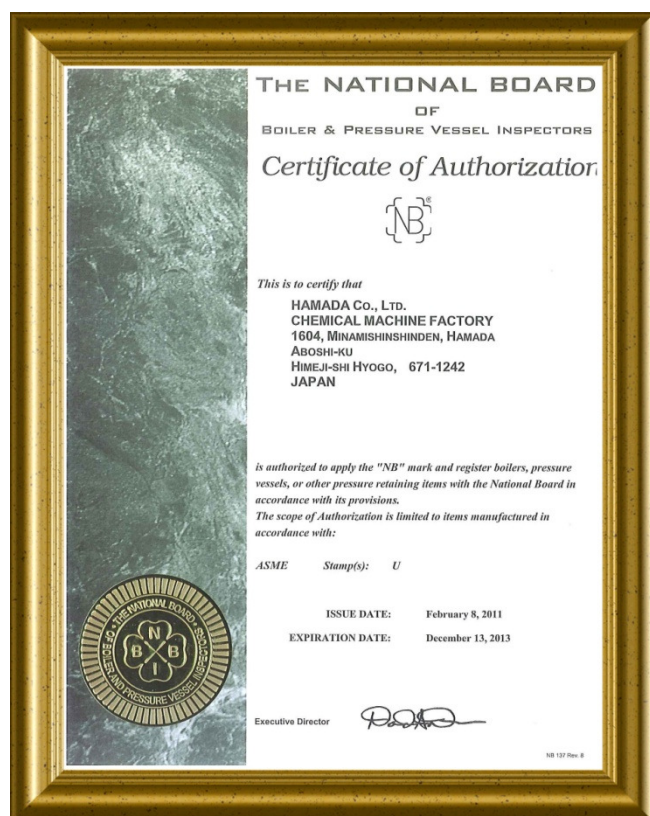 THE NATIONAL BOARD
OF
BOILER & PRESSURE VESSEL INSPECTORS
Certificate of Authorization
NB®
This is to certify that
HAMADA CO., LTD.
CHEMICAL MACHINE FACTORY
1604, MINAMISHINSHINDEN, HAMADA
ABOSHI-KU
HIMEJI-SHI HYOGO, 671-1242
JAPAN
is authorized to apply the "NB" mark and register boilers, pressure
vessels, or other pressure retaining items with the National Board in
accordance with its provisions.
The scope of Authorization is limited to items manufactured in
accordance with:
ASME Stamp(s): U
ISSUE DATE: February 8, 2011
EXPIRATION DATE: December 13, 2013
THE NATIONAL BOARD
OF BOILER AND PRESSURE VESSEL INSPECTORS
N
B B
I
Executive Director
NB 137 Rev. 8